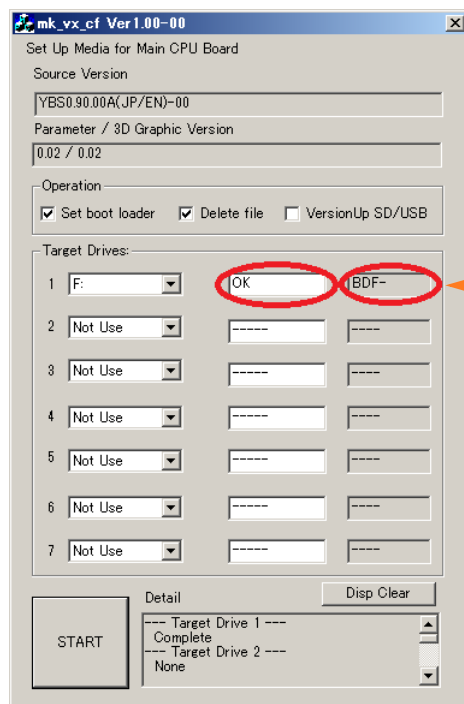 mk_vx_cf Ver1.00-00
Set Up Media for Main CPU Board
Source Version
YBS0.90.00A(JP/EN)-00
Parameter / 3D Graphic Version
0.02 / 0.02
Operation
Set boot loader Delete file VersionUp SD/USB
Target Drives:
1 F: OK BDF-
2 Not Use ----- ----
3 Not Use ----- ----
4 Not Use ----- ----
5 Not Use ----- ----
6 Not Use ----- ----
7 Not Use ----- ----
Disp Clear
START
Detail
--- Target Drive 1 ---
Complete
--- Target Drive 2 ---
None